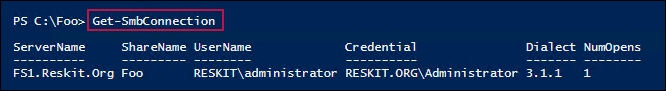 PS C:\Foo> Get-SmbConnection
ServerName ShareName UserName Credential Dialect NumOpens
---------- --------- -------- ---------- ------- --------
FS1.Reskit.Org Foo RESKIT\administrator RESKIT.ORG\Administrator 3.1.1 1